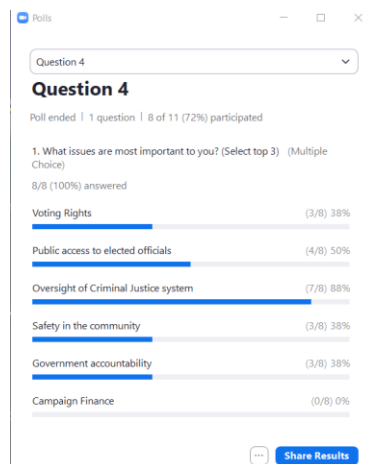 Polls
Question 4
Question 4
Poll ended | 1 question | 8 of 11 (72%) participated
1. What issues are most important to you? (Select top 3) (Multiple
Choice)
8/8 (100%) answered
Voting Rights (3/8) 38%
Public access to elected officials (4/8) 50%
Oversight of Criminal Justice system (7/8) 88%
Safety in the community (3/8) 38%
Government accountability (3/8) 38%
Campaign Finance (0/8) 0%
Share Results